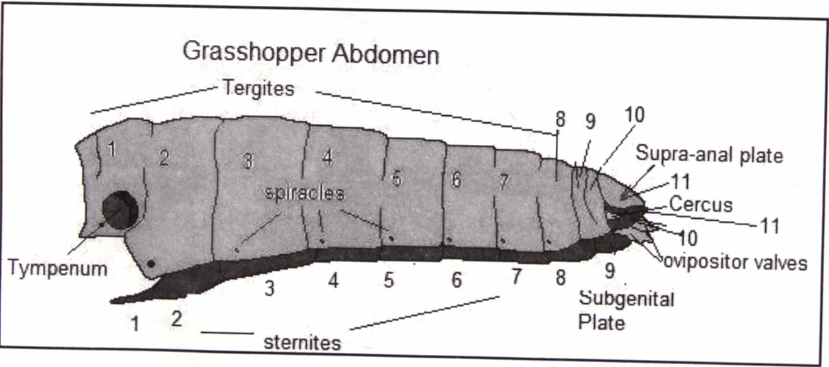 Grasshopper Abdomen
Tergites
8
9
10
1
2
3
4
5
6
7
Supra-anal plate
11
Cercus
11
10
ovipositor valves
spiracles
Tympenum
1
2
3
4
5
6
7
8
9
Subgenital
Plate
sternites